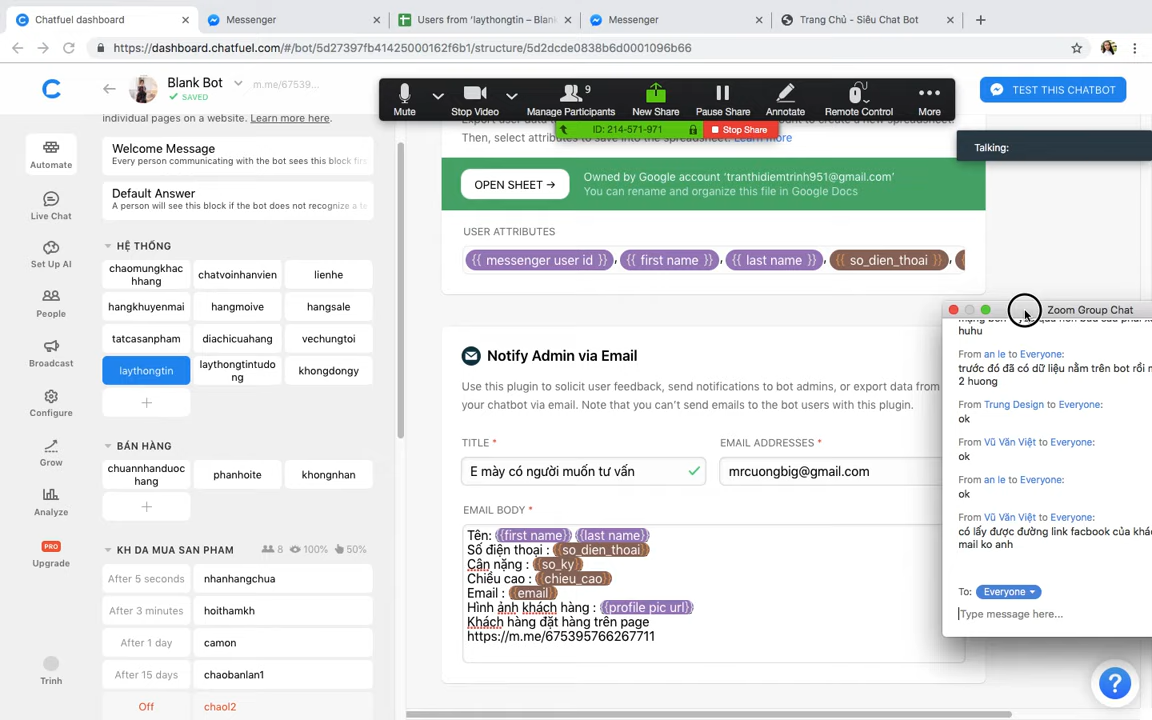 Chatfuel dashboard
Messenger
Users from 'laythongtin – Blank
Messenger
Trang Chủ - Siêu Chat Bot
https://dashboard.chatfuel.com/#/bot/5d27397fb41425000162f6b1/structure/5d2dcde0838b6d0001096b66
Blank Bot
SAVED
m.me/67539...
individual pages on a website. Learn more here.
Mute
Stop Video
9
Manage Participants
New Share
Pause Share
Annotate
Remote Control
More
ID: 214-571-971
Stop Share
TEST THIS CHATBOT
Talking:
Then, select attributes to save into the spreadsheet. Learn more
Automate
Live Chat
Set Up AI
People
Broadcast
Configure
Grow
Analyze
PRO
Upgrade
Trinh
Welcome Message
Every person communicating with the bot sees this block
Default Answer
A person will see this block if the bot does not recognize a
HỆ THỐNG
chaomungkhac
hhang
chatvoinhanvien
lienhe
hangkhuyenmai
hangmoive
hangsale
tatcasanpham
diachicuahang
vechungtoi
laythongtin
laythongtintudo
ng
khongdongy
BÁN HÀNG
chuannhanduoc
hang
phanhoite
khongnhan
KH DA MUA SAN PHAM
8
100%
50%
After 5 seconds
nhanhangchua
After 3 minutes
hoithamkh
After 1 day
camon
After 15 days
chaobanlan1
Off
chaol2
OPEN SHEET →
Owned by Google account 'tranthidiemtrinh951@gmail.com'
You can rename and organize this file in Google Docs
USER ATTRIBUTES
{{ messenger user id }}, {{ first name }}, {{ last name }}, {{ so_dien_thoai }},
Notify Admin via Email
Use this plugin to solicit user feedback, send notifications to bot admins, or export data from
your chatbot via email. Note that you can't send emails to the bot users with this plugin.
TITLE *
E mày có người muốn tư vấn
EMAIL ADDRESSES *
mrcuongbig@gmail.com
EMAIL BODY *
Tên: {{first name}} {{last name}}
Số điện thoại : {{so_dien_thoai}}
Cân nặng : {{so_ky}}
Chiều cao : {{chieu_cao}}
Email : {{email}}
Hình ảnh khách hàng : {{profile pic url}}
Khách hàng đặt hàng trên page
https://m.me/675395766267711
Zoom Group Chat
huhu
From an le to Everyone:
trước đó đã có dữ liệu nằm trên bot rồi
2 huong
From Trung Design to Everyone:
ok
From Vũ Văn Việt to Everyone:
ok
From an le to Everyone:
ok
From Vũ Văn Việt to Everyone:
có lấy được đường link facbook của
mail ko anh
To: Everyone
Type message here...
?